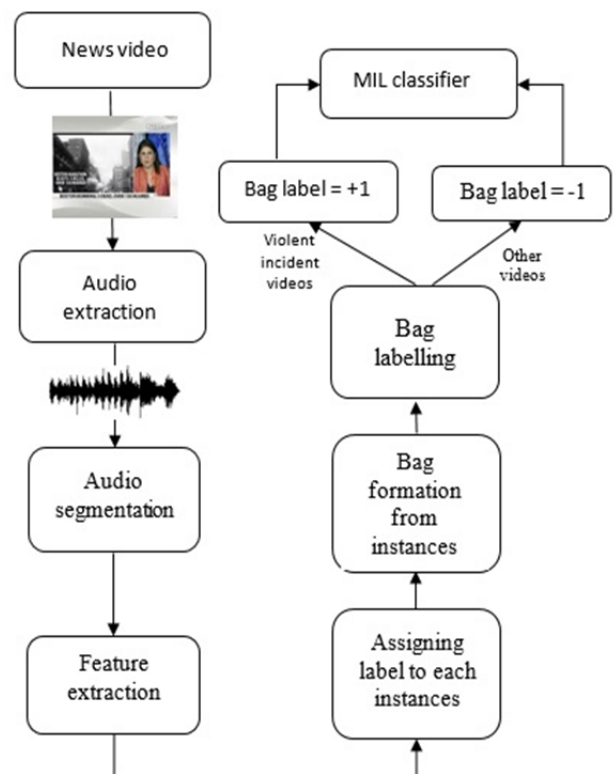 News video
Audio
extraction
Audio
segmentation
Feature
extraction
MIL classifier
Bag label = +1
Bag label = -1
Violent
incident
videos
Other
videos
Bag
labelling
Bag
formation
from
instances
Assigning
label to each
instances